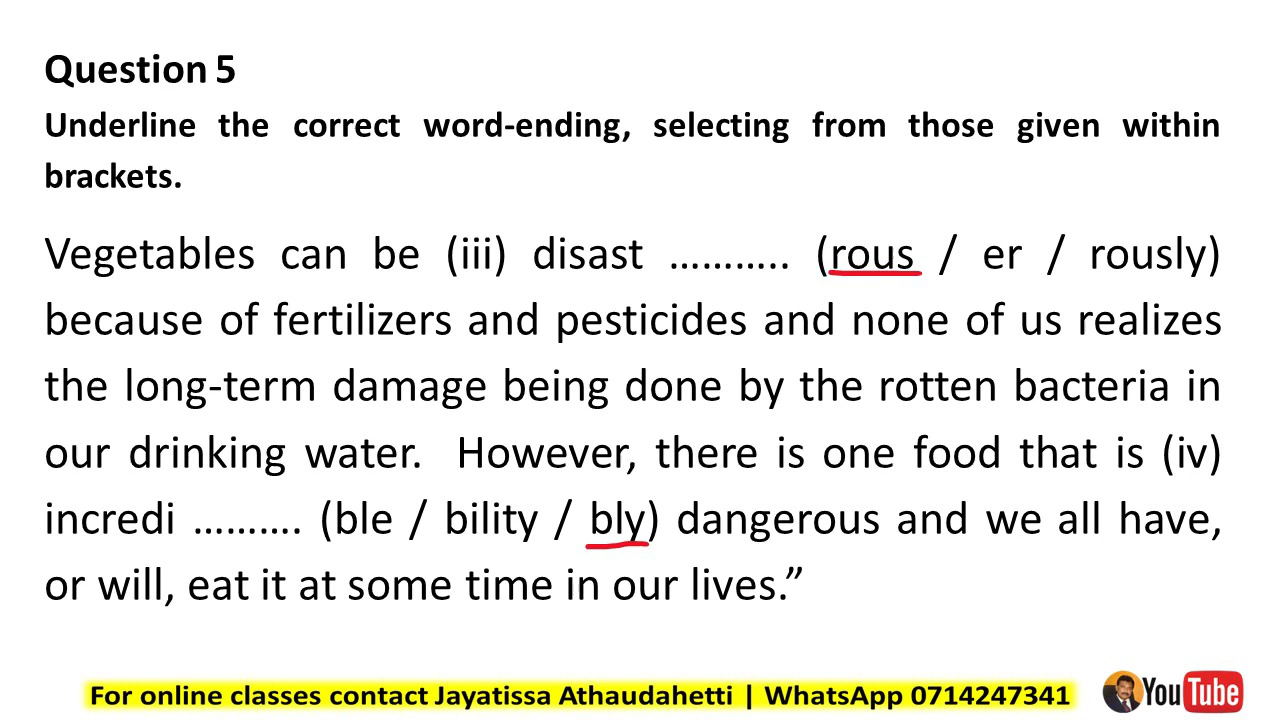 Question 5
Underline the correct word-ending, selecting from those given within
brackets.
Vegetables can be (iii) disast ……….. (rous / er / rously)
because of fertilizers and pesticides and none of us realizes
the long-term damage being done by the rotten bacteria in
our drinking water. However, there is one food that is (iv)
incredi ………. (ble / bility / bly) dangerous and we all have,
or will, eat it at some time in our lives.”
For online classes contact Jayatissa Athaudahetti | WhatsApp 0714247341
YouTube